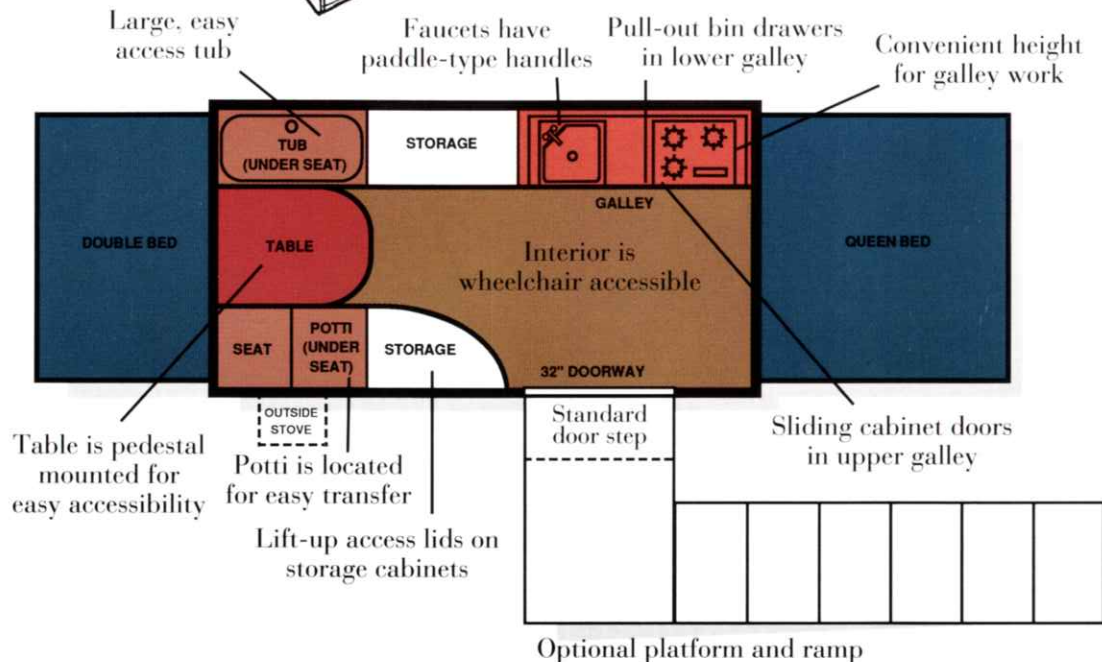 Large, easy
access tub
Faucets have
paddle-type handles
Pull-out bin drawers
in lower galley
Convenient height
for galley work
TUB
(UNDER SEAT)
STORAGE
GALLEY
DOUBLE BED
TABLE
Interior is
wheelchair accessible
QUEEN BED
SEAT
POTTI
(UNDER
SEAT)
STORAGE
32" DOORWAY
OUTSIDE
STOVE
Standard
door step
Table is pedestal
mounted for
easy accessibility
Potti is located
for easy transfer
Sliding cabinet doors
in upper galley
Lift-up access lids on
storage cabinets
Optional platform and ramp